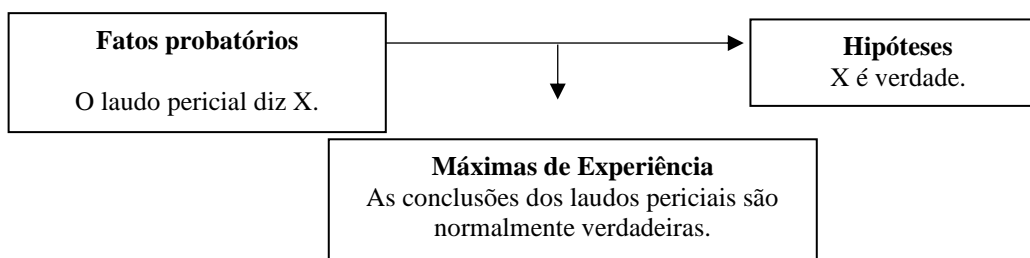 Fatos probatórios
O laudo pericial diz X.
Hipóteses
X é verdade.
Máximas de Experiência
As conclusões dos laudos periciais são
normalmente verdadeiras.